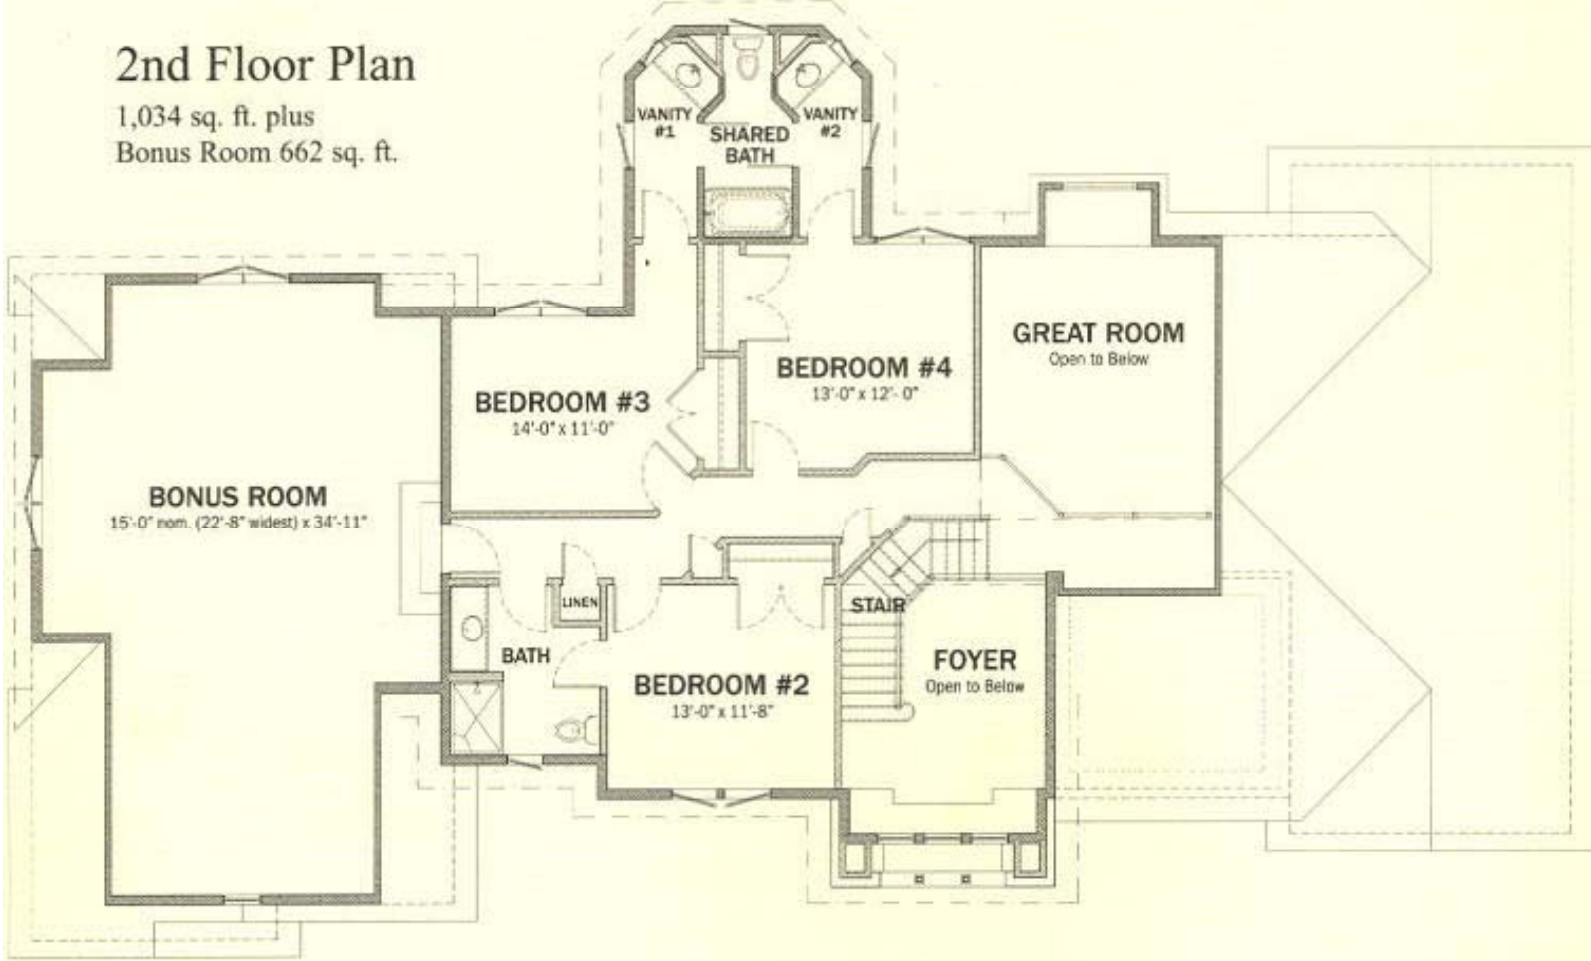 2nd Floor Plan
1,034 sq. ft. plus
Bonus Room 662 sq. ft.
VANITY
#1
SHARED
BATH
VANITY
#2
GREAT ROOM
Open to Below
BEDROOM #4
13'-0" x 12'- 0"
BEDROOM #3
14'-0" x 11'-0"
BONUS ROOM
15'-0" nom. (22'-8" widest) x 34'-11"
LINEN
STAIR
BATH
FOYER
Open to Below
BEDROOM #2
13'-0" x 11'-8"